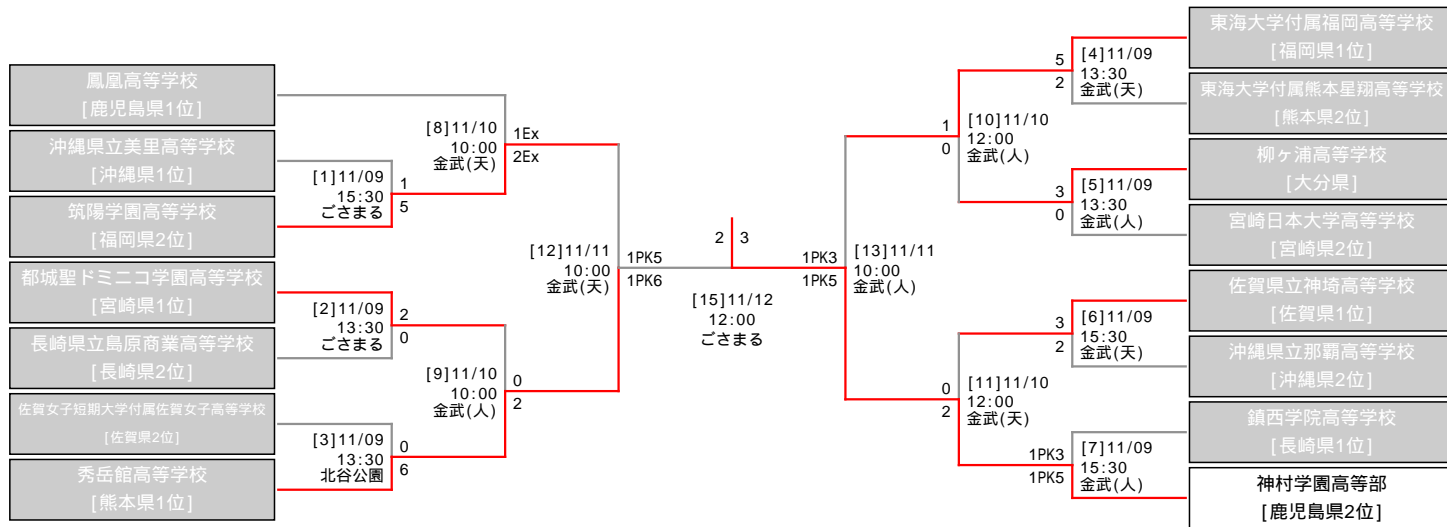 鳳凰高等学校
[鹿児島県1位]
沖縄県立美里高等学校
[沖縄県1位]
筑陽学園高等学校
[福岡県2位]
都城聖ドミニコ学園高等学校
[宮崎県1位]
長崎県立島原商業高等学校
[長崎県2位]
佐賀女子短期大学付属佐賀女子高等学校
[佐賀県2位]
秀岳館高等学校
[熊本県1位]
[1]11/09
15:30
ごさまる
1
5
[2]11/09
13:30
ごさまる
2
0
[3]11/09
13:30
北谷公園
0
6
[8]11/10
10:00
金武(天)
1Ex
2Ex
[9]11/10
10:00
金武(人)
0
2
[12]11/11
10:00
金武(天)
1PK5
1PK6
2
3
[15]11/12
12:00
ごさまる
1PK3
1PK5
[13]11/11
10:00
金武(人)
1
0
[10]11/10
12:00
金武(人)
0
2
[11]11/10
12:00
金武(天)
5
2
[4]11/09
13:30
金武(天)
3
0
[5]11/09
13:30
金武(人)
3
2
[6]11/09
15:30
金武(天)
1PK3
1PK5
[7]11/09
15:30
金武(人)
東海大学付属福岡高等学校
[福岡県1位]
東海大学付属熊本星翔高等学校
[熊本県2位]
柳ヶ浦高等学校
[大分県]
宮崎日本大学高等学校
[宮崎県2位]
佐賀県立神埼高等学校
[佐賀県1位]
沖縄県立那覇高等学校
[沖縄県2位]
鎮西学院高等学校
[長崎県1位]
神村学園高等部
[鹿児島県2位]